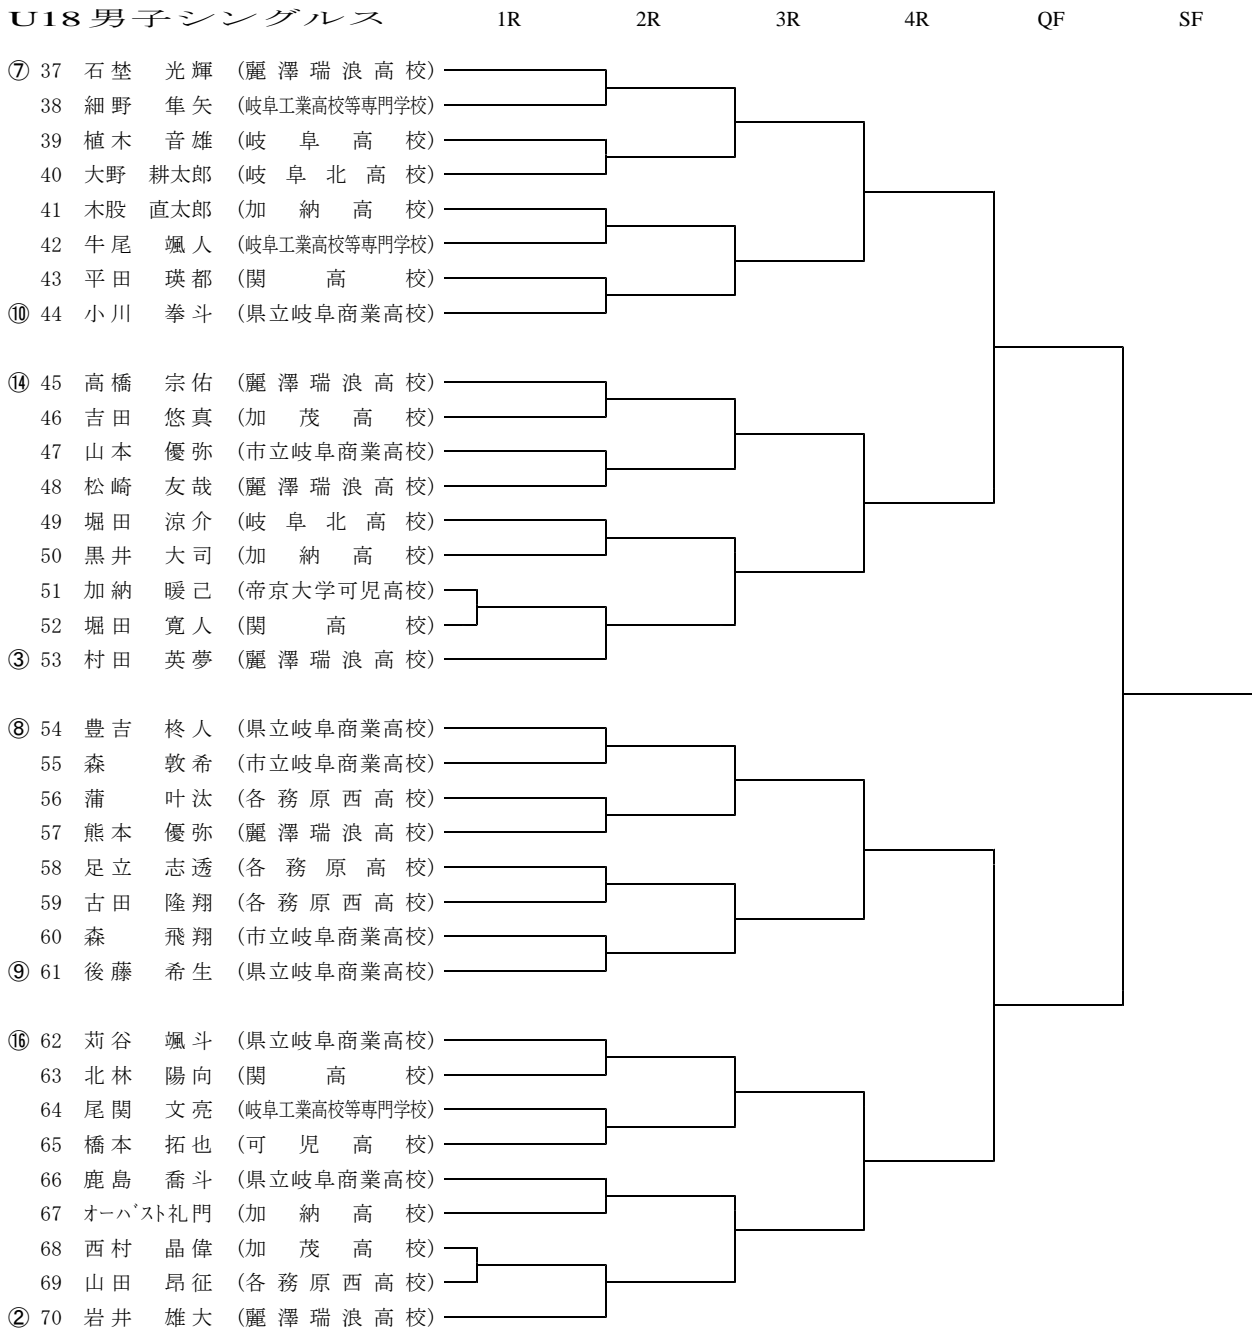 U18男子シングルス 1R 2R 3R 4R QF SF
⑦ 37 石埜 光輝 (麗澤瑞浪高校)
38 細野 隼矢 (岐阜工業高校等専門学校)
39 植木 音雄 (岐阜高校)
40 大野 耕太郎 (岐阜北高校)
41 木股 直太郎 (加納高校)
42 牛尾 颯人 (岐阜工業高校等専門学校)
43 平田 瑛都 (関高校)
⑩ 44 小川 拳斗 (県立岐阜商業高校)
⑭ 45 高橋 宗佑 (麗澤瑞浪高校)
46 吉田 悠真 (加茂高校)
47 山本 優弥 (市立岐阜商業高校)
48 松崎 友哉 (麗澤瑞浪高校)
49 堀田 涼介 (岐阜北高校)
50 黒井 大司 (加納高校)
51 加納 暖己 (帝京大学可児高校)
52 堀田 寛人 (関高校)
③ 53 村田 英夢 (麗澤瑞浪高校)
⑧ 54 豊吉 柊人 (県立岐阜商業高校)
55 森 敦希 (市立岐阜商業高校)
56 蒲 叶汰 (各務原西高校)
57 熊本 優弥 (麗澤瑞浪高校)
58 足立 志透 (各務原高校)
59 古田 隆翔 (各務原西高校)
60 森 飛翔 (市立岐阜商業高校)
⑨ 61 後藤 希生 (県立岐阜商業高校)
⑯ 62 苅谷 颯斗 (県立岐阜商業高校)
63 北林 陽向 (関高校)
64 尾関 文亮 (岐阜工業高校等専門学校)
65 橋本 拓也 (可児高校)
66 鹿島 喬斗 (県立岐阜商業高校)
67 オーバスト礼門 (加納高校)
68 西村 晶偉 (加茂高校)
69 山田 昂征 (各務原西高校)
② 70 岩井 雄大 (麗澤瑞浪高校)